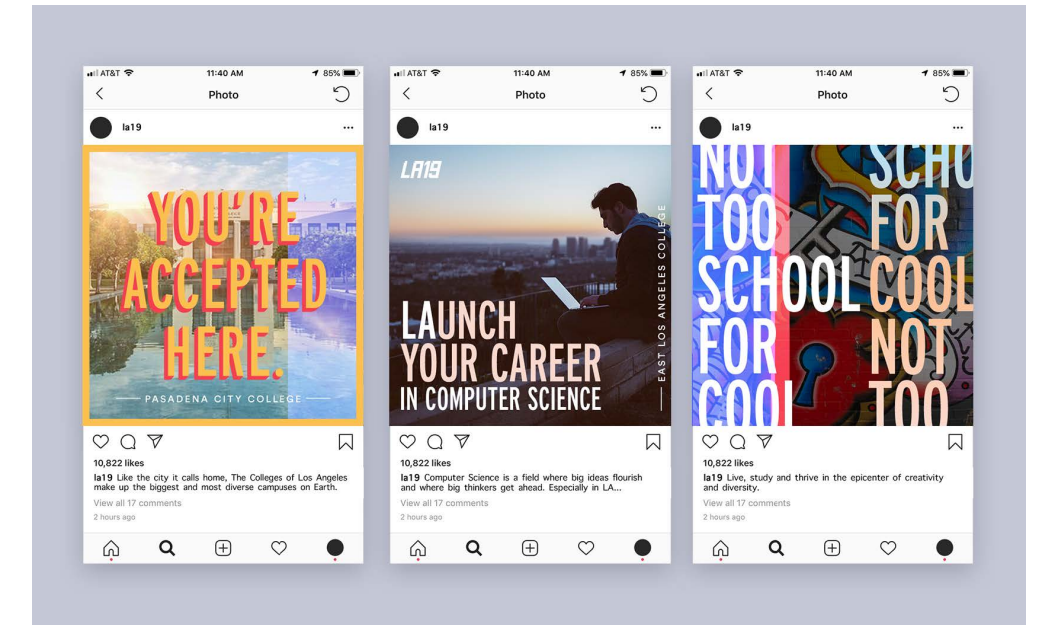 AT&T 11:40 AM 85%
Photo
la19
YOU'RE
ACCEPTED
HERE.
PASADENA CITY COLLEGE
10,822 likes
la19 Like the city it calls home, The Colleges of Los Angeles
make up the biggest and most diverse campuses on Earth.
View all 17 comments
2 hours ago
AT&T 11:40 AM 85%
Photo
la19
LA19
LAUNCH
YOUR CAREER
IN COMPUTER SCIENCE
EAST LOS ANGELES COLLEGE
10,822 likes
la19 Computer Science is a field where big ideas flourish
and where big thinkers get ahead. Especially in LA...
View all 17 comments
2 hours ago
AT&T 11:40 AM 85%
Photo
la19
NOT
TOO
SCHOOL
FOR
COOL
SCHO
FOR
COOL
NOT
TOO
10,822 likes
la19 Live, study and thrive in the epicenter of creativity
and diversity.
View all 17 comments
2 hours ago